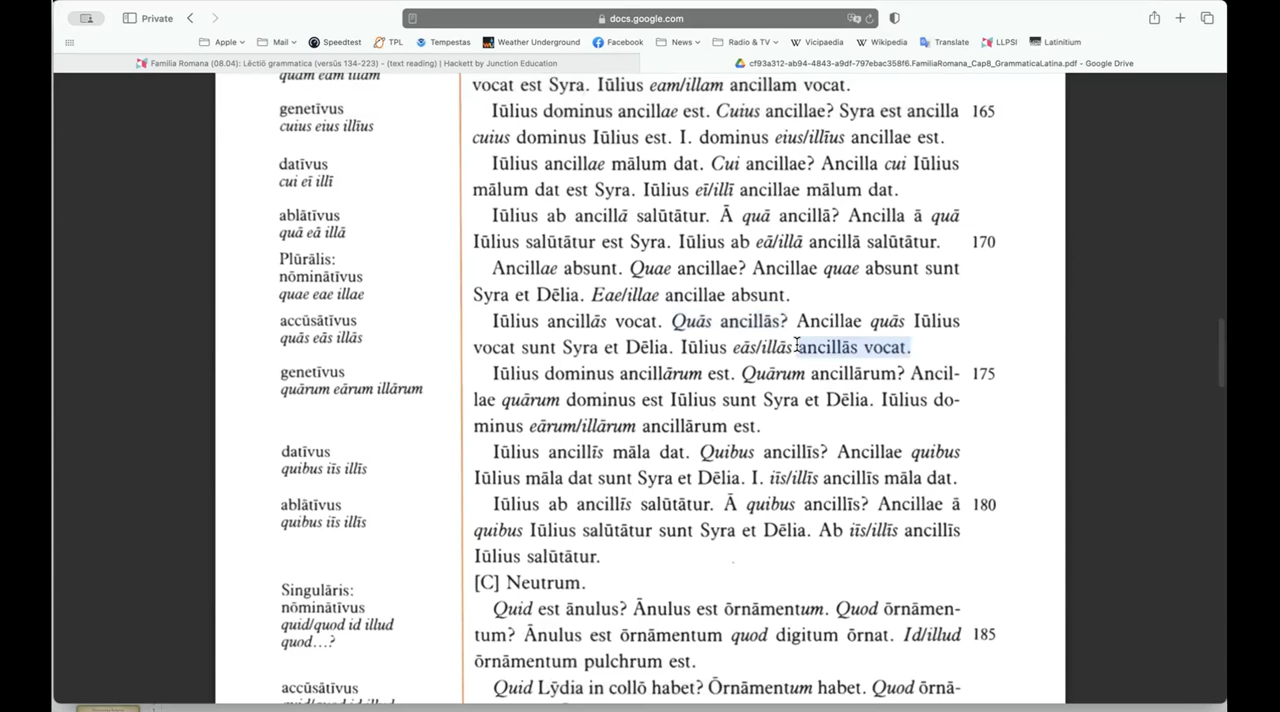 Private
docs.google.com
Apple
Mail
Speedtest
TPL
Tempestas
Weather Underground
Facebook
News
Radio & TV
Vicipaedia
Wikipedia
Translate
LLPSI
Latinitium
Familia Romana (08.04): Lēctiō grammatica (versūs 134-223) - (text reading) | Hackett by Junction Education
cf93a312-ab94-4843-a9df-797ebac358f6.FamiliaRomana_Cap8_GrammaticaLatina.pdf - Google Drive
quam eam illam
vocat est Syra. Iūlius eam/illam ancillam vocat.
genetīvus
cuius eius illīus
Iūlius dominus ancillae est. Cuius ancillae? Syra est ancilla 165
cuius dominus Iūlius est. I. dominus eius/illīus ancillae est.
datīvus
cui eī illī
Iūlius ancillae mālum dat. Cui ancillae? Ancilla cui Iūlius
mālum dat est Syra. Iūlius eī/illī ancillae mālum dat.
ablātīvus
quā eā illā
Iūlius ab ancillā salūtātur. Ā quā ancillā? Ancilla ā quā
Iūlius salūtātur est Syra. Iūlius ab eā/illā ancillā salūtātur. 170
Plūrālis:
nōminātīvus
quae eae illae
Ancillae absunt. Quae ancillae? Ancillae quae absunt sunt
Syra et Dēlia. Eae/illae ancillae absunt.
accūsātīvus
quās eās illās
Iūlius ancillās vocat. Quās ancillās? Ancillae quās Iūlius
vocat sunt Syra et Dēlia. Iūlius eās/illās ancillās vocat.
genetīvus
quārum eārum illārum
Iūlius dominus ancillārum est. Quārum ancillārum? Ancil- 175
lae quārum dominus est Iūlius sunt Syra et Dēlia. Iūlius do-
minus eārum/illārum ancillārum est.
datīvus
quibus iīs illīs
Iūlius ancillīs māla dat. Quibus ancillīs? Ancillae quibus
Iūlius māla dat sunt Syra et Dēlia. I. iīs/illīs ancillīs māla dat.
ablātīvus
quibus iīs illīs
Iūlius ab ancillīs salūtātur. Ā quibus ancillīs? Ancillae ā 180
quibus Iūlius salūtātur sunt Syra et Dēlia. Ab iīs/illīs ancillīs
Iūlius salūtātur.
[C] Neutrum.
Singulāris:
nōminātīvus
quid/quod id illud
quod...?
Quid est ānulus? Ānulus est ōrnāmentum. Quod ōrnāmen-
tum? Ānulus est ōrnāmentum quod digitum ōrnat. Id/illud 185
ōrnāmentum pulchrum est.
accūsātīvus
Quid Lȳdia in collō habet? Ōrnāmentum habet. Quod ōrnā-